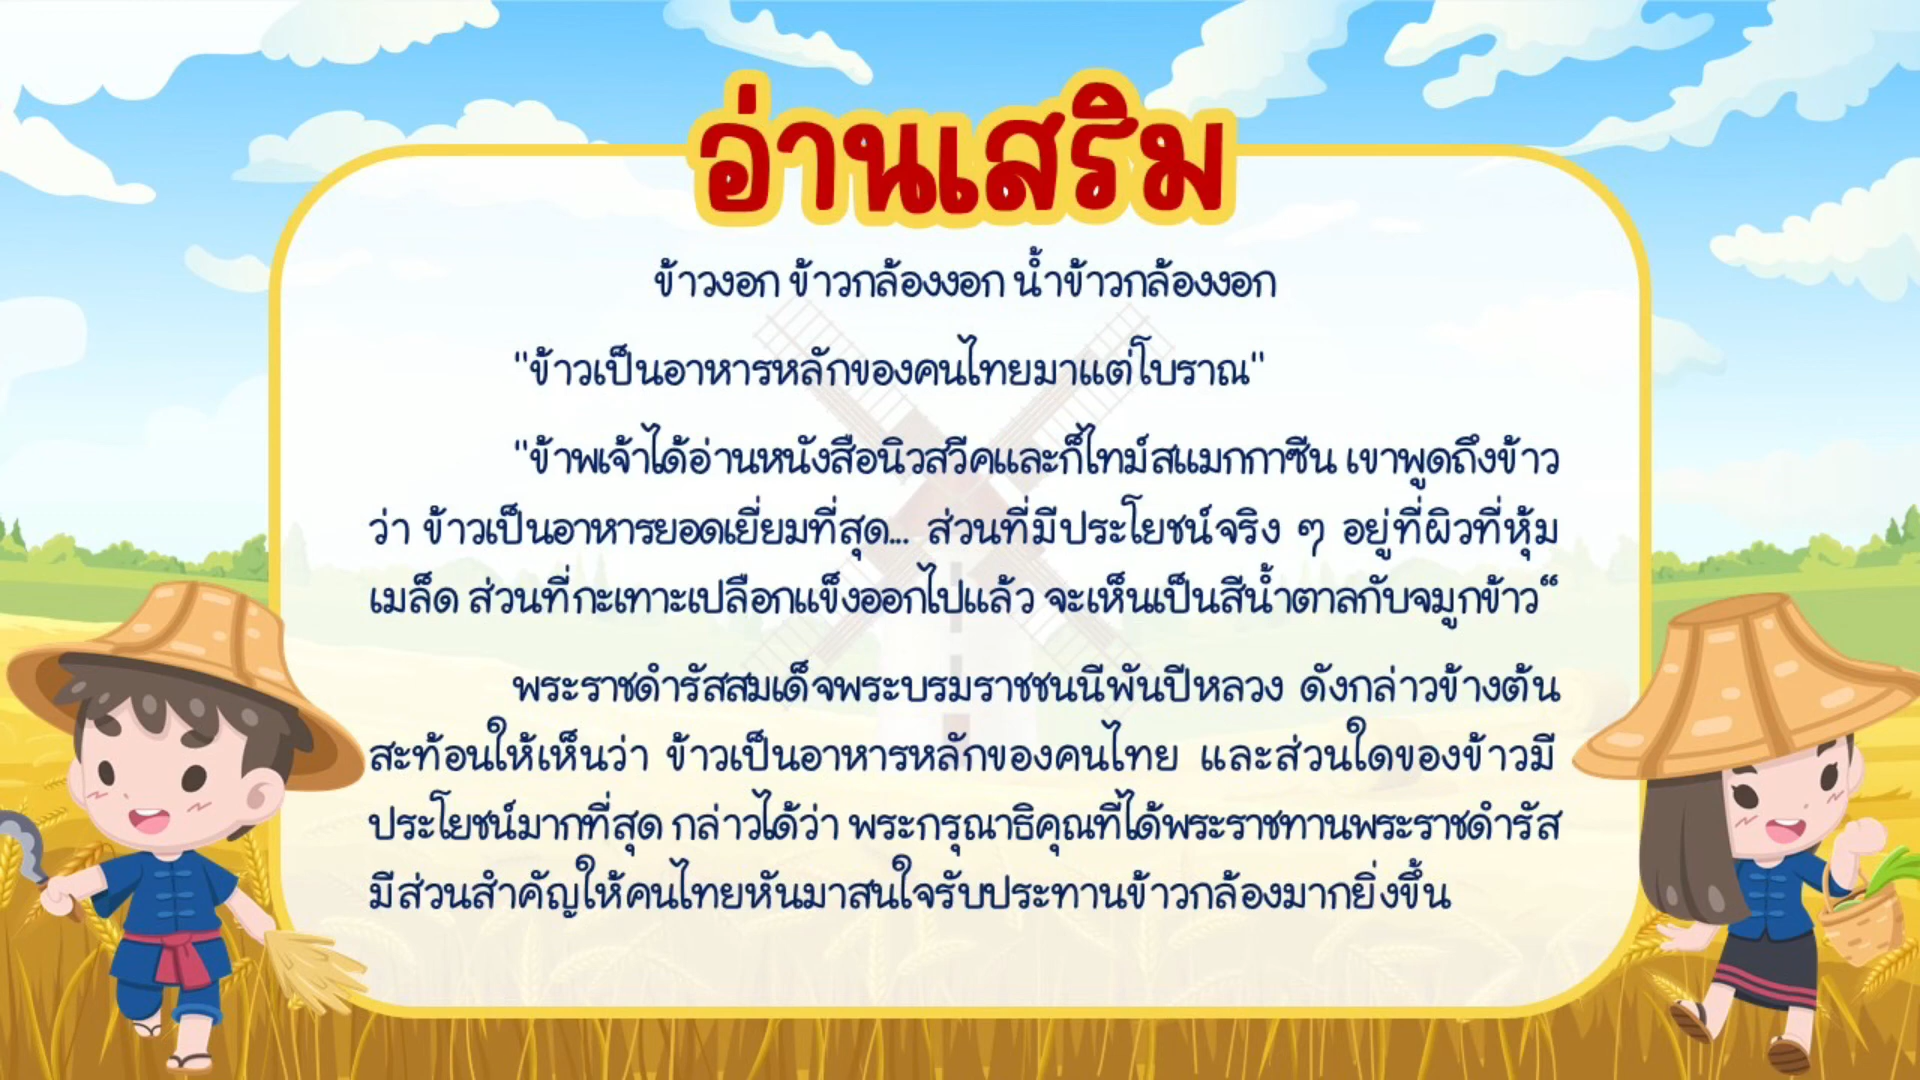 อ่านเสริม
ข้าวงอก ข้าวกล้องงอก น้ำข้าวกล้องงอก
"ข้าวเป็นอาหารหลักของคนไทยมาแต่โบราณ"
"ข้าพเจ้าได้อ่านหนังสือนิวสวีคและก็ไทม์สแมกกาซีน เขาพูดถึงข้าว
ว่า ข้าวเป็นอาหารยอดเยี่ยมที่สุด... ส่วนที่มีประโยชน์จริง ๆ อยู่ที่ผิวที่หุ้ม
เมล็ด ส่วนที่กะเทาะเปลือกแข็งออกไปแล้ว จะเห็นเป็นสีน้ำตาลกับจมูกข้าว“
พระราชดำรัสสมเด็จพระบรมราชชนนีพันปีหลวง ดังกล่าวข้างต้น
สะท้อนให้เห็นว่า ข้าวเป็นอาหารหลักของคนไทย และส่วนใดของข้าวมี
ประโยชน์มากที่สุด กล่าวได้ว่า พระกรุณาธิคุณที่ได้พระราชทานพระราชดำรัส
มีส่วนสำคัญให้คนไทยหันมาสนใจรับประทานข้าวกล้องมากยิ่งขึ้น